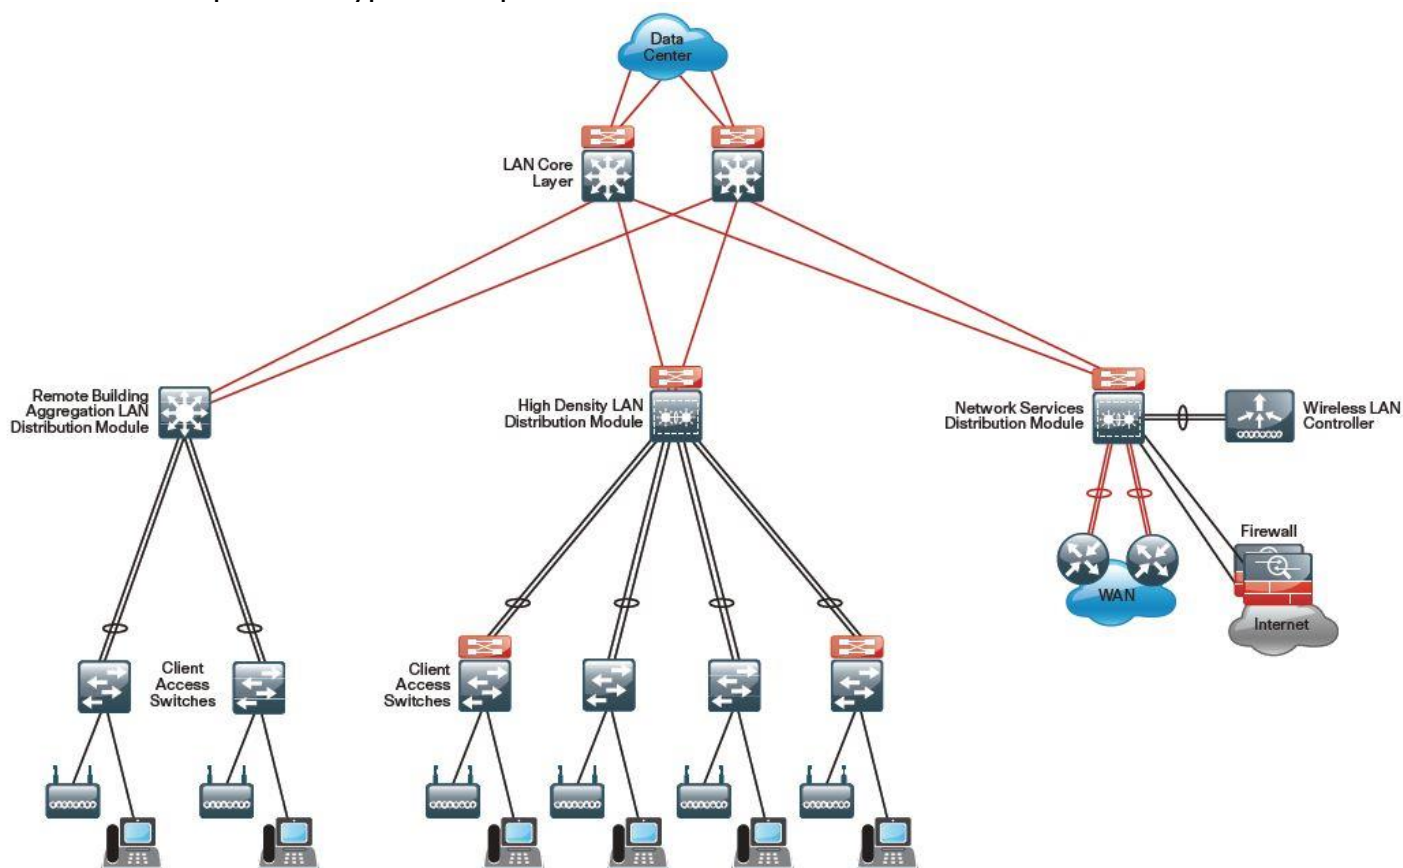 Data
Center
LAN Core
Layer
Remote Building
Aggregation LAN
Distribution Module
High Density LAN
Distribution Module
Network Services
Distribution Module
Wireless LAN
Controller
Firewall
WAN
Internet
Client
Access
Switches
Client
Access
Switches